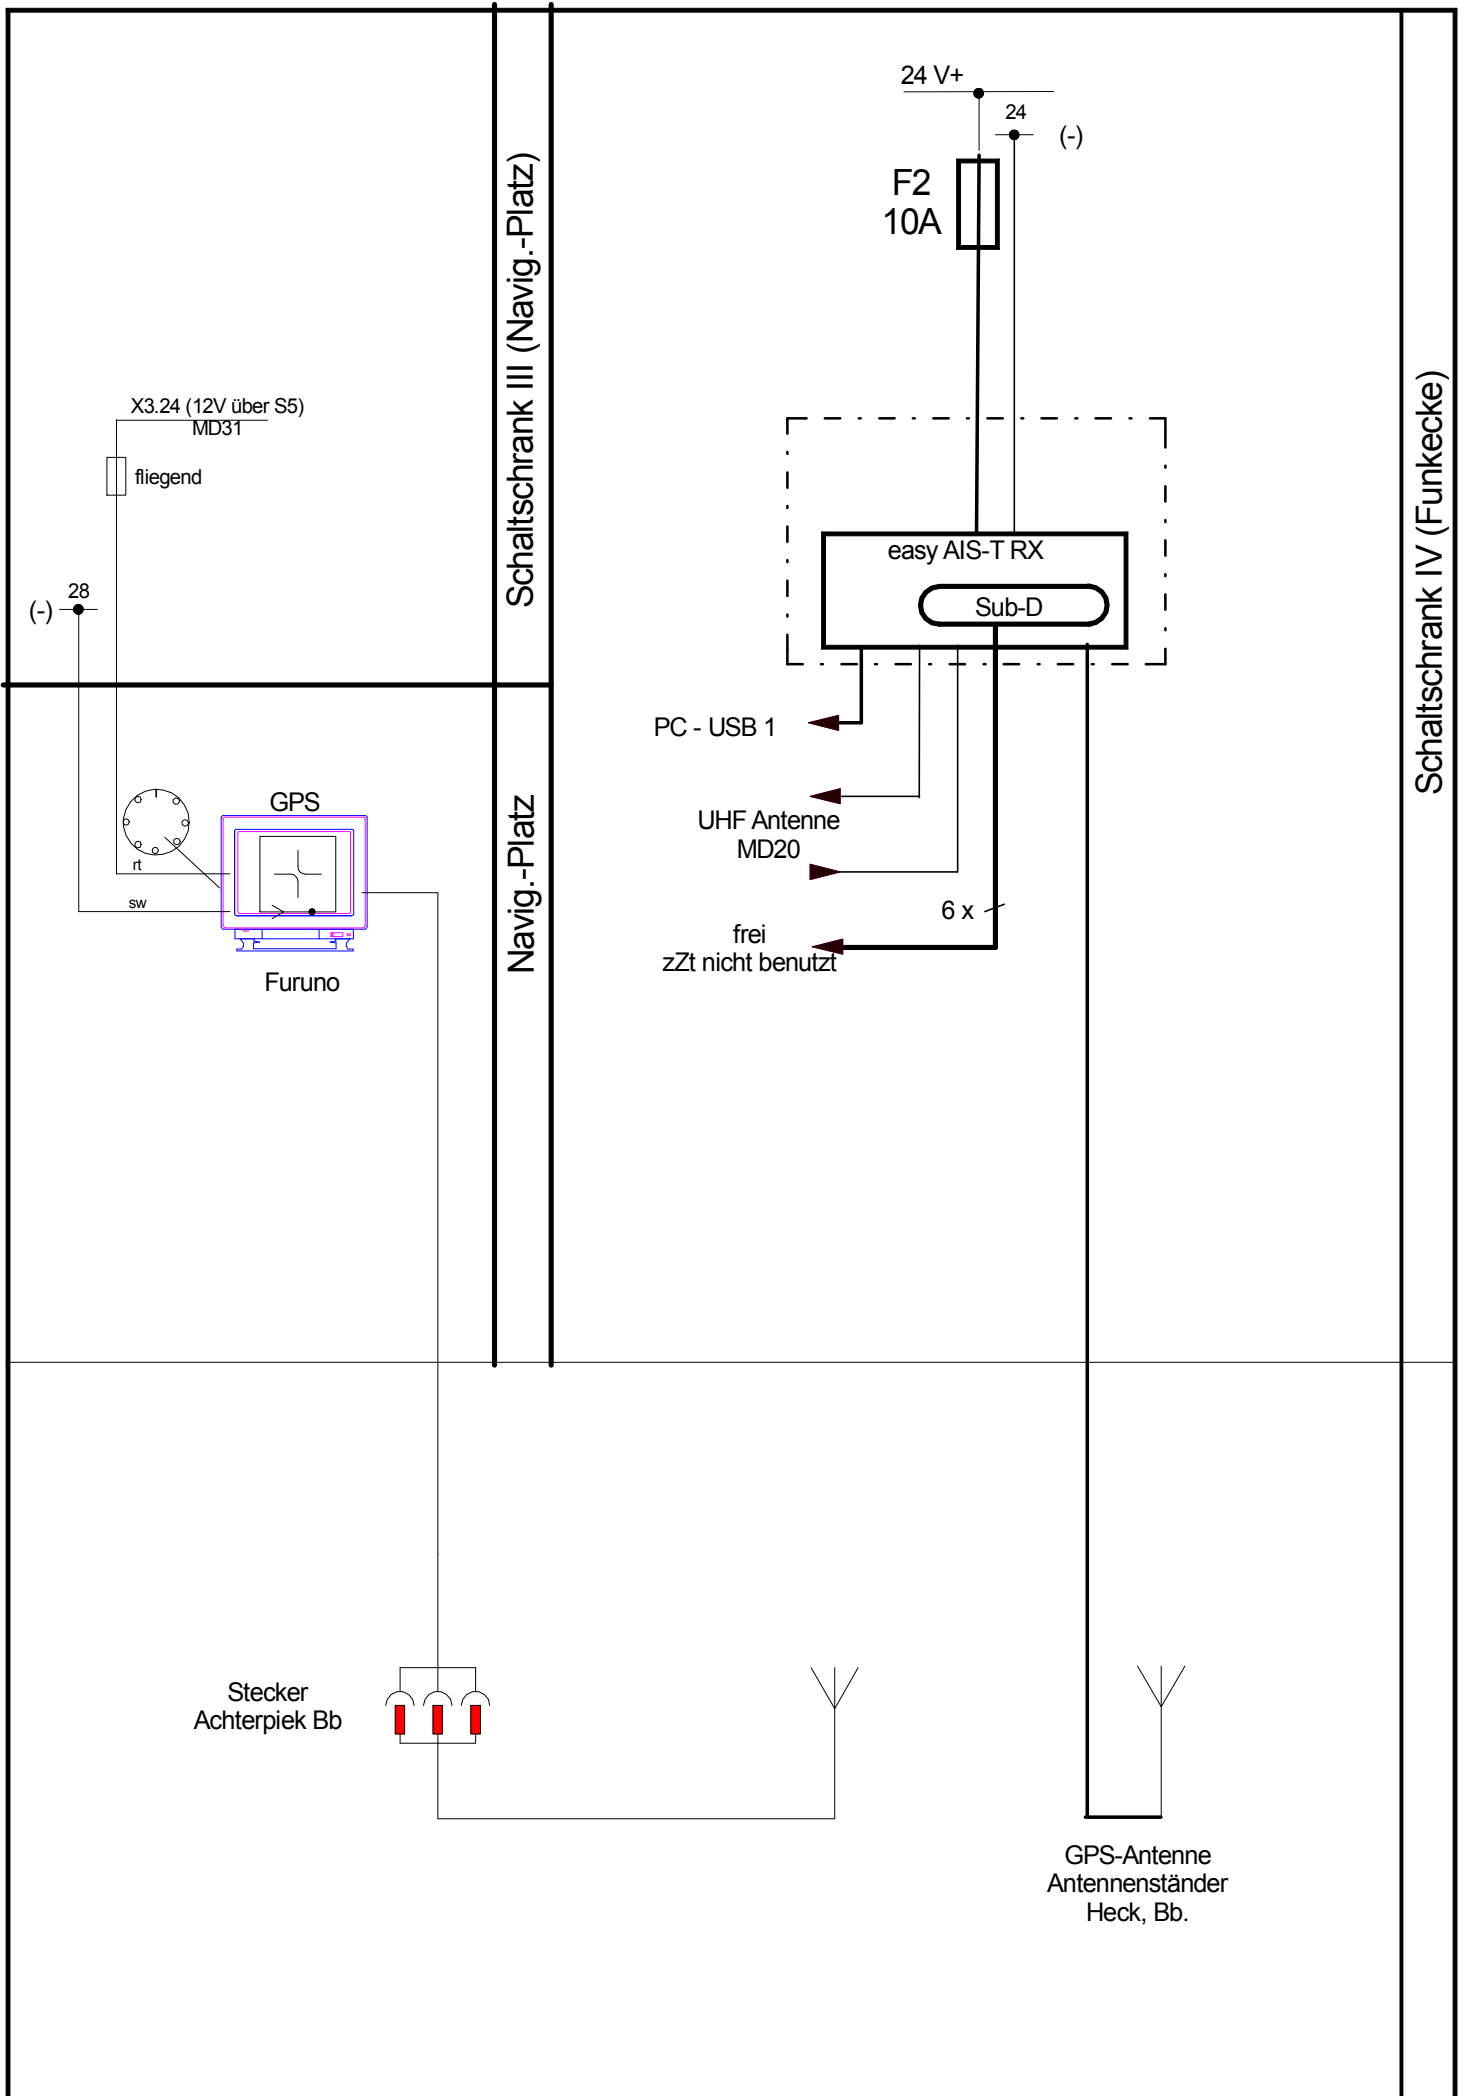 24 V+
24
(-)
F2
10A
Schaltschrank III (Navig.-Platz)
Schaltschrank IV (Funkecke)
X3.24 (12V über S5)
MD31
fliegend
28
(-)
easy AIS-T RX
Sub-D
PC - USB 1
UHF Antenne
MD20
6 x
frei
zZt nicht benutzt
GPS
rt
sw
Furuno
Navig.-Platz
Stecker
Achterpiek Bb
GPS-Antenne
Antennenständer
Heck, Bb.